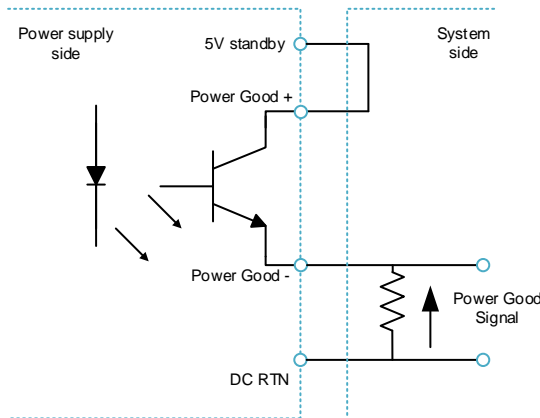 Power supply
side
5V standby
System
side
Power Good +
Power Good -
Power Good
Signal
DC RTN